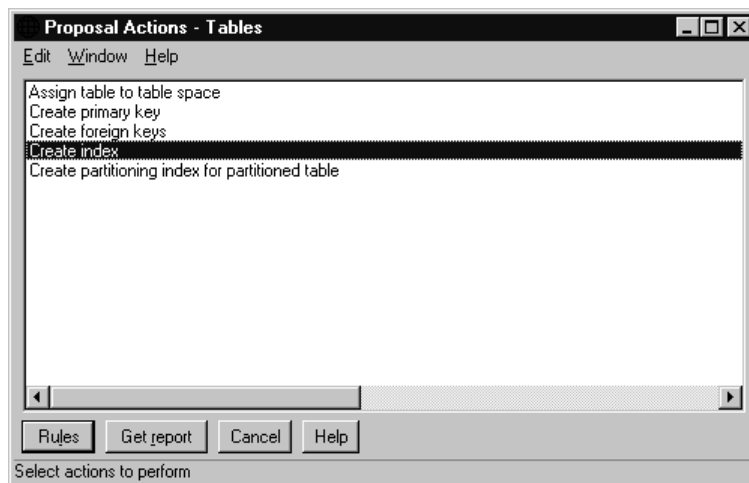 Proposal Actions - Tables
Edit Window Help
Assign table to table space
Create primary key
Create foreign keys
Create index
Create partitioning index for partitioned table
Rules Get report Cancel Help
Select actions to perform